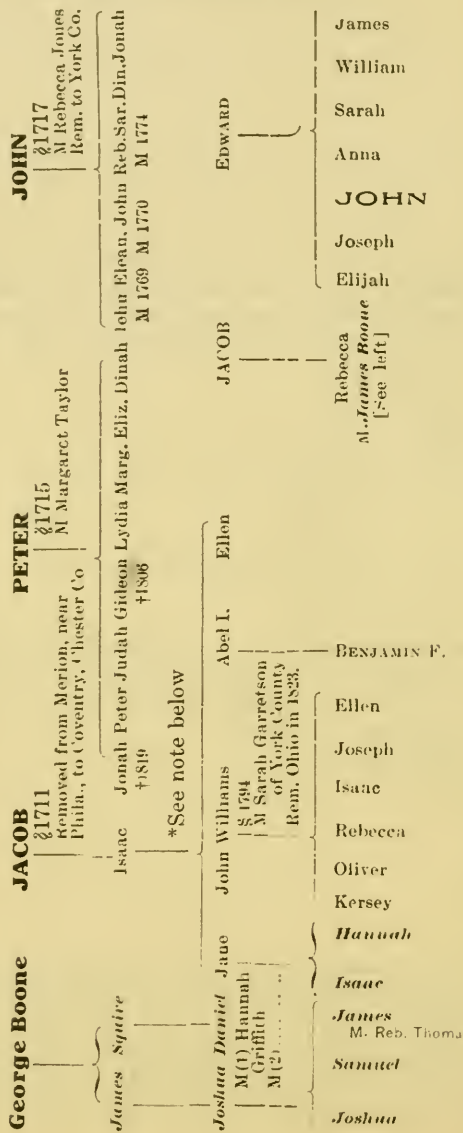 George Boone
JACOB
PETER
JOHN
§1711
Removed from Merion, near
Phila., to Coventry, Chester Co
§1715
M Margaret Taylor
§1717
M Rebecca Jones
Rem. to York Co.
James Squire
Isaac
Jonah Peter Judah Gideon Lydia Marg. Eliz. Dinah
†1819
†1806
John Elean. John Reb. Sar. Din. Jonah
M 1769 M 1770 M 1774
*See note below
Joshua Daniel
Jane
John Williams
Abel I.
Ellen
JACOB
EDWARD
M (1) Hannah
Griffith
M (2)
§ 1794
M Sarah Garretson
of York County
Rem. Ohio in 1823.
Joshua
Samuel
James
M. Reb. Thoma
Isaac
Hannah
Kersey
Oliver
Rebecca
Isaac
Joseph
Ellen
BENJAMIN F.
Rebecca
M. James Boone
[See left]
Elijah
Joseph
JOHN
Anna
Sarah
William
James